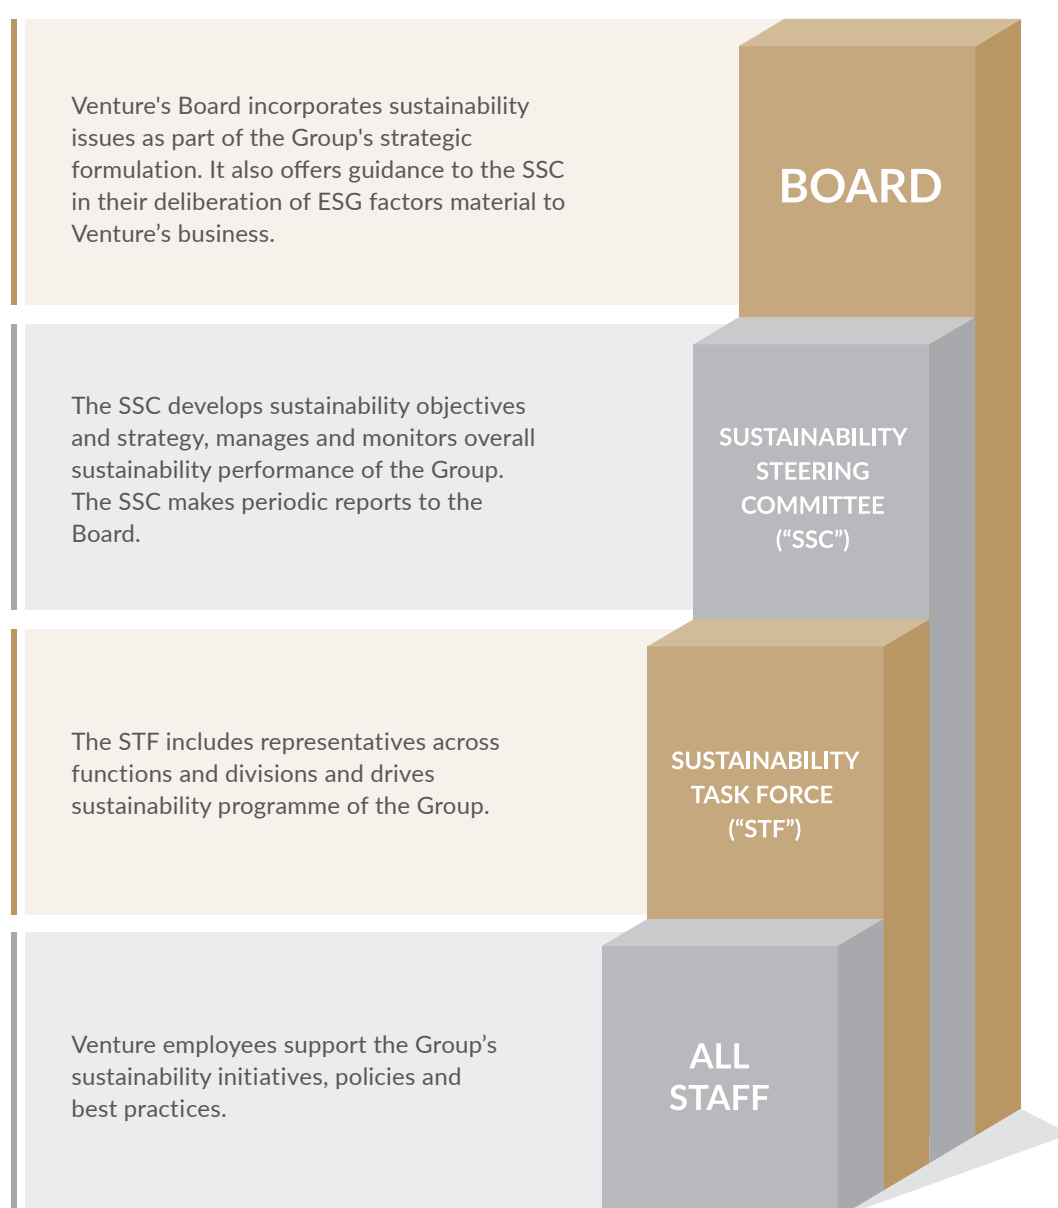 Venture's Board incorporates sustainability
issues as part of the Group's strategic
formulation. It also offers guidance to the SSC
in their deliberation of ESG factors material to
Venture’s business.
BOARD
The SSC develops sustainability objectives
and strategy, manages and monitors overall
sustainability performance of the Group.
The SSC makes periodic reports to the
Board.
SUSTAINABILITY
STEERING
COMMITTEE
(“SSC”)
The STF includes representatives across
functions and divisions and drives
sustainability programme of the Group.
SUSTAINABILITY
TASK FORCE
(“STF”)
Venture employees support the Group’s
sustainability initiatives, policies and
best practices.
ALL
STAFF